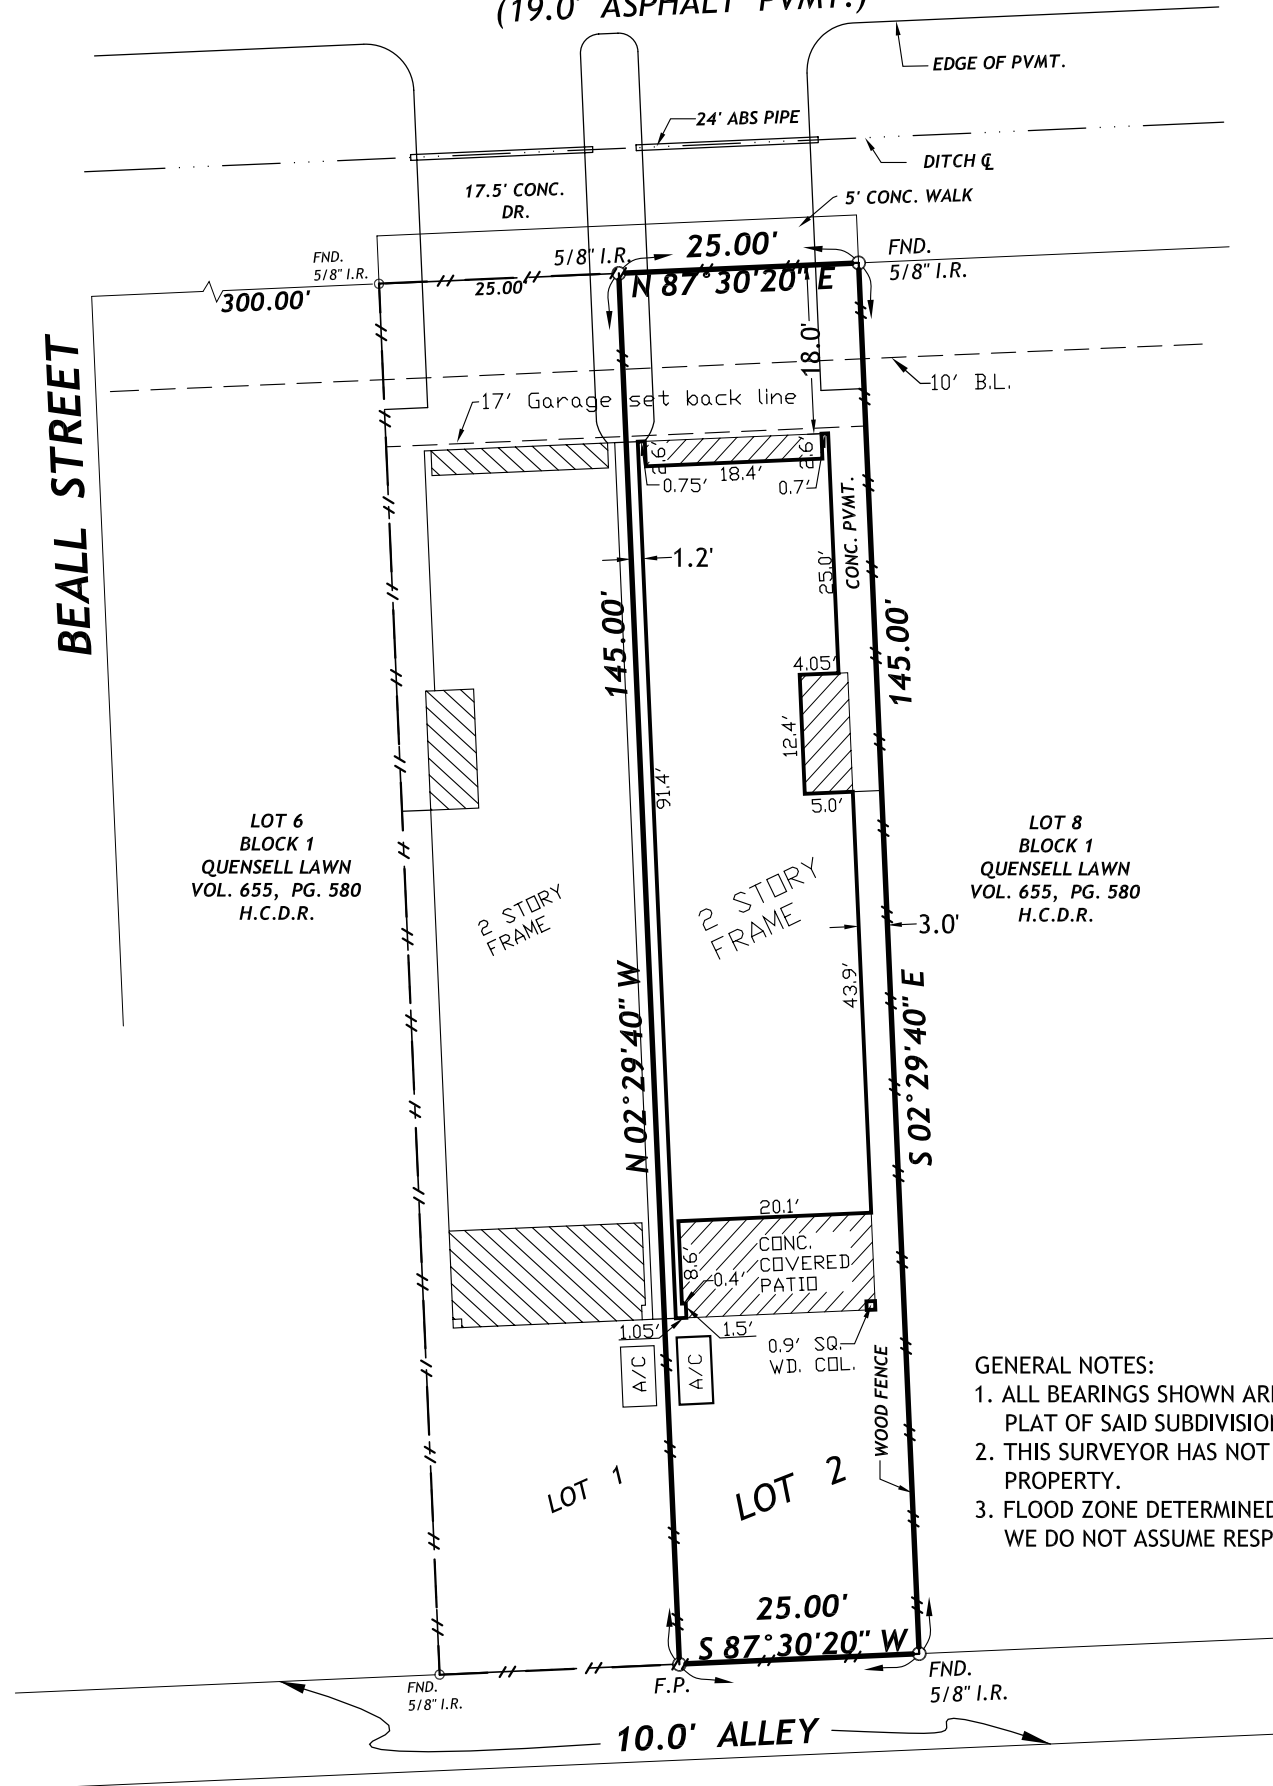 (19.0' ASPHALT PVMT.)
EDGE OF PVMT.
24' ABS PIPE
DITCH ℄
17.5' CONC.
DR.
5' CONC. WALK
FND.
5/8" I.R.
5/8" I.R.
25.00'
FND.
5/8" I.R.
300.00'
25.00'
N 87°30'20" E
BEALL STREET
18.0'
10' B.L.
17' Garage set back line
2.6'
18.4'
2.6'
0.75'
0.7'
CONC. PVMT.
1.2'
25.0'
145.00'
145.00'
4.05'
12.4'
5.0'
91.4'
LOT 6
BLOCK 1
QUENSELL LAWN
VOL. 655, PG. 580
H.C.D.R.
LOT 8
BLOCK 1
QUENSELL LAWN
VOL. 655, PG. 580
H.C.D.R.
2 STORY
FRAME
2 STORY
FRAME
3.0'
43.9'
N 02°29'40" W
S 02°29'40" E
20.1'
CONC.
COVERED
PATIO
8.6'
0.4'
1.05'
1.5'
0.9' SQ.
WD. COL.
A/C
A/C
WOOD FENCE
GENERAL NOTES:
1. ALL BEARINGS SHOWN AR
PLAT OF SAID SUBDIVISIO
2. THIS SURVEYOR HAS NOT
PROPERTY.
3. FLOOD ZONE DETERMINED
WE DO NOT ASSUME RESP
LOT 1
LOT 2
25.00'
S 87°30'20" W
FND.
5/8" I.R.
F.P.
FND.
5/8" I.R.
10.0' ALLEY